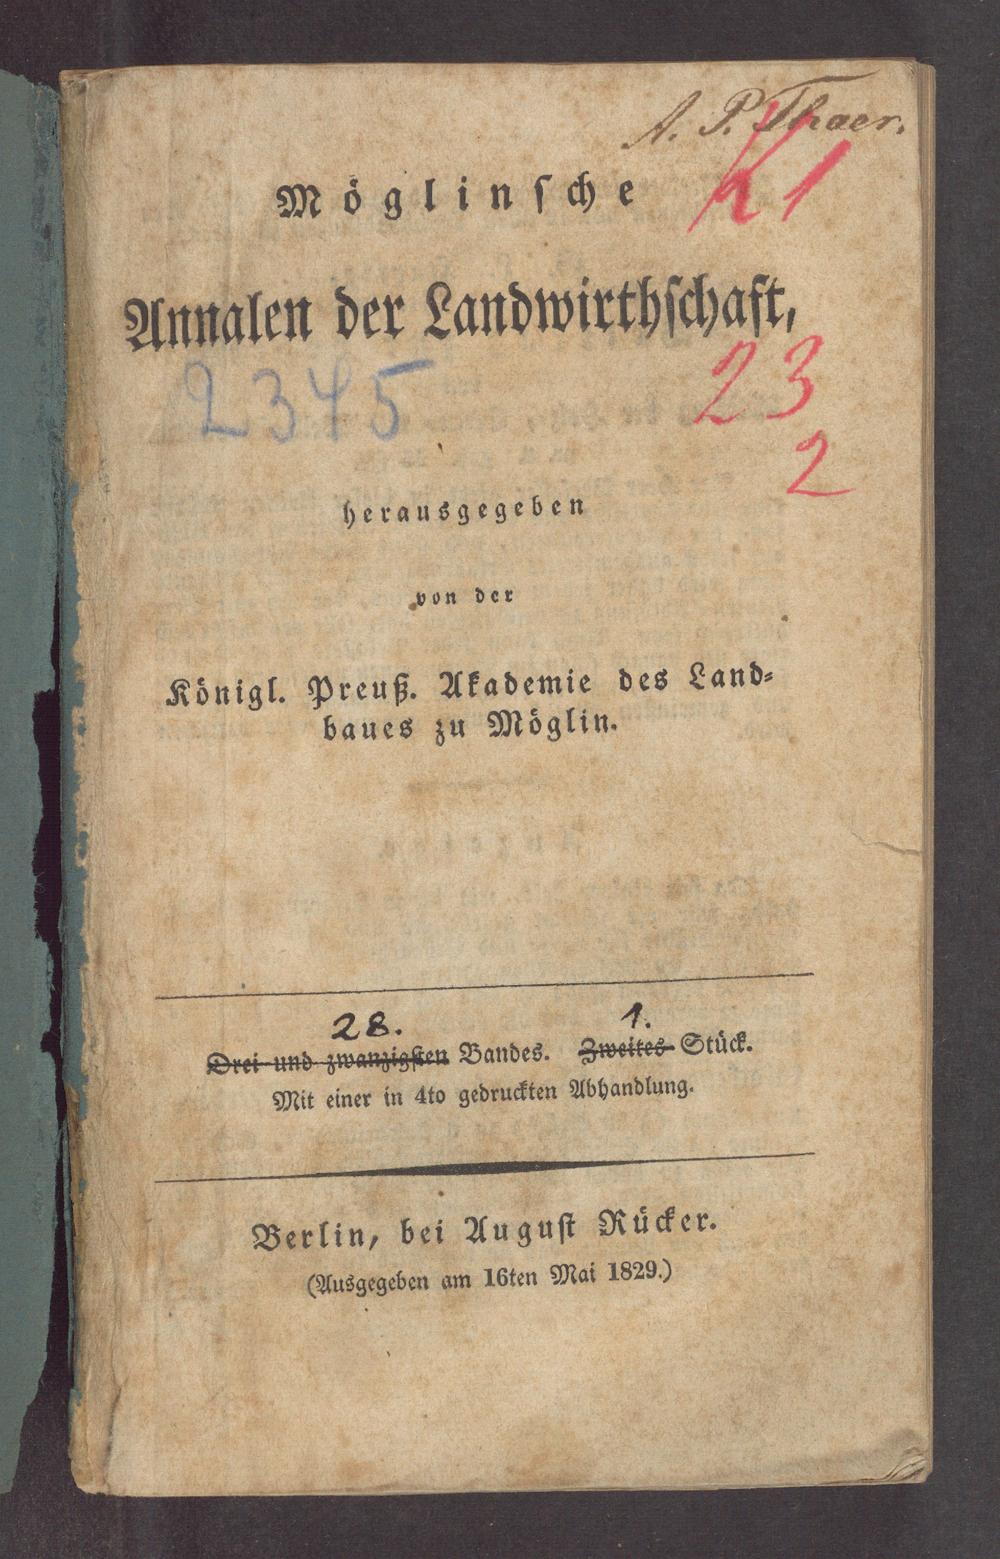 A. P. Thaer.
K1
Möglinsche
Annalen der Landwirthschaft,
2345
23
2
herausgegeben
von der
Königl. Preuß. Akademie des Land-
baues zu Möglin.
28. 1.
Drei und zwanzigsten Bandes. Zweites Stück.
Mit einer in 4to gedruckten Abhandlung.
Berlin, bei August Rücker.
(Ausgegeben am 16ten Mai 1829.)